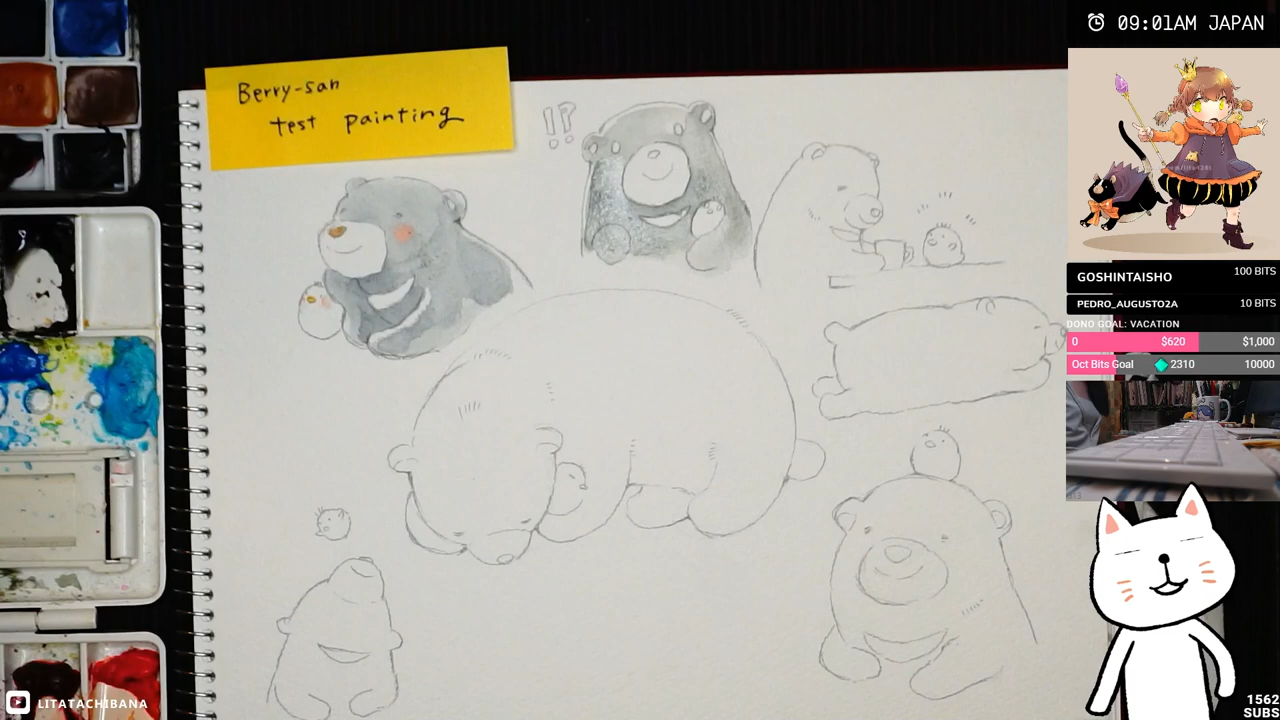 Berry-san
test painting
!?
09:01AM JAPAN
GOSHINTAISHO 100 BITS
PEDRO_AUGUSTO2A 10 BITS
DONO GOAL: VACATION
0 $620 $1,000
Oct Bits Goal 2310 10000
LITATACHIBANA
1562
SUBS